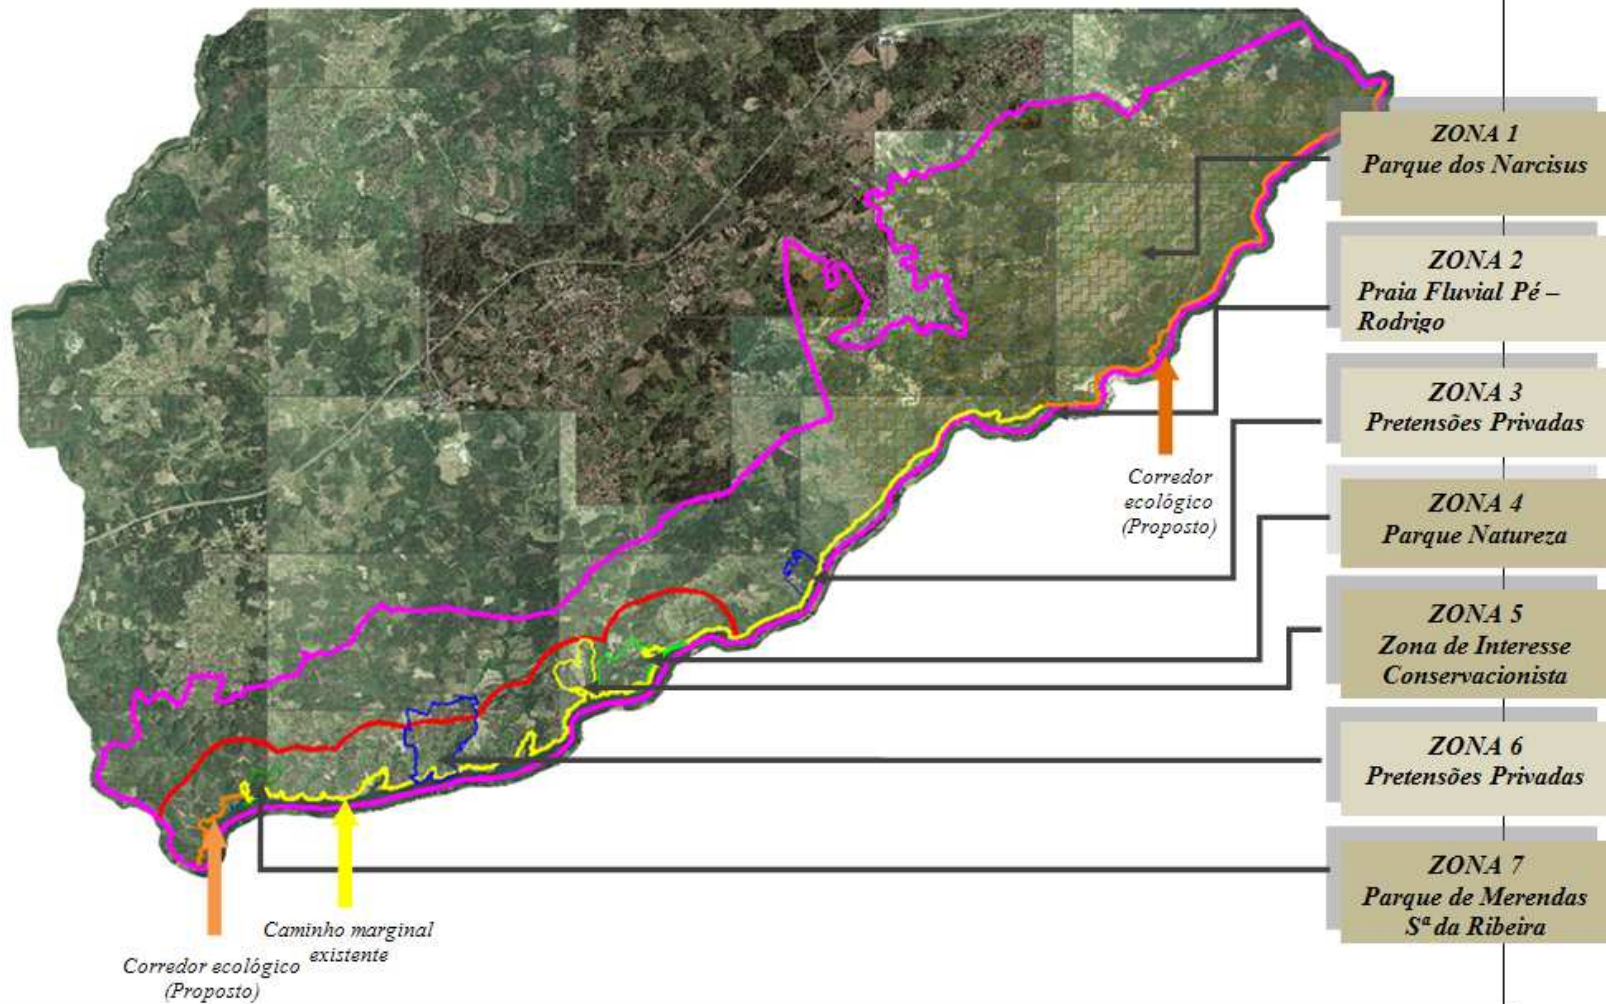 ZONA 1
Parque dos Narcisus
ZONA 2
Praia Fluvial Pé –
Rodrigo
ZONA 3
Pretensões Privadas
Corredor
ecológico
(Proposto)
ZONA 4
Parque Natureza
ZONA 5
Zona de Interesse
Conservacionista
ZONA 6
Pretensões Privadas
ZONA 7
Parque de Merendas
Sª da Ribeira
Caminho marginal
existente
Corredor ecológico
(Proposto)